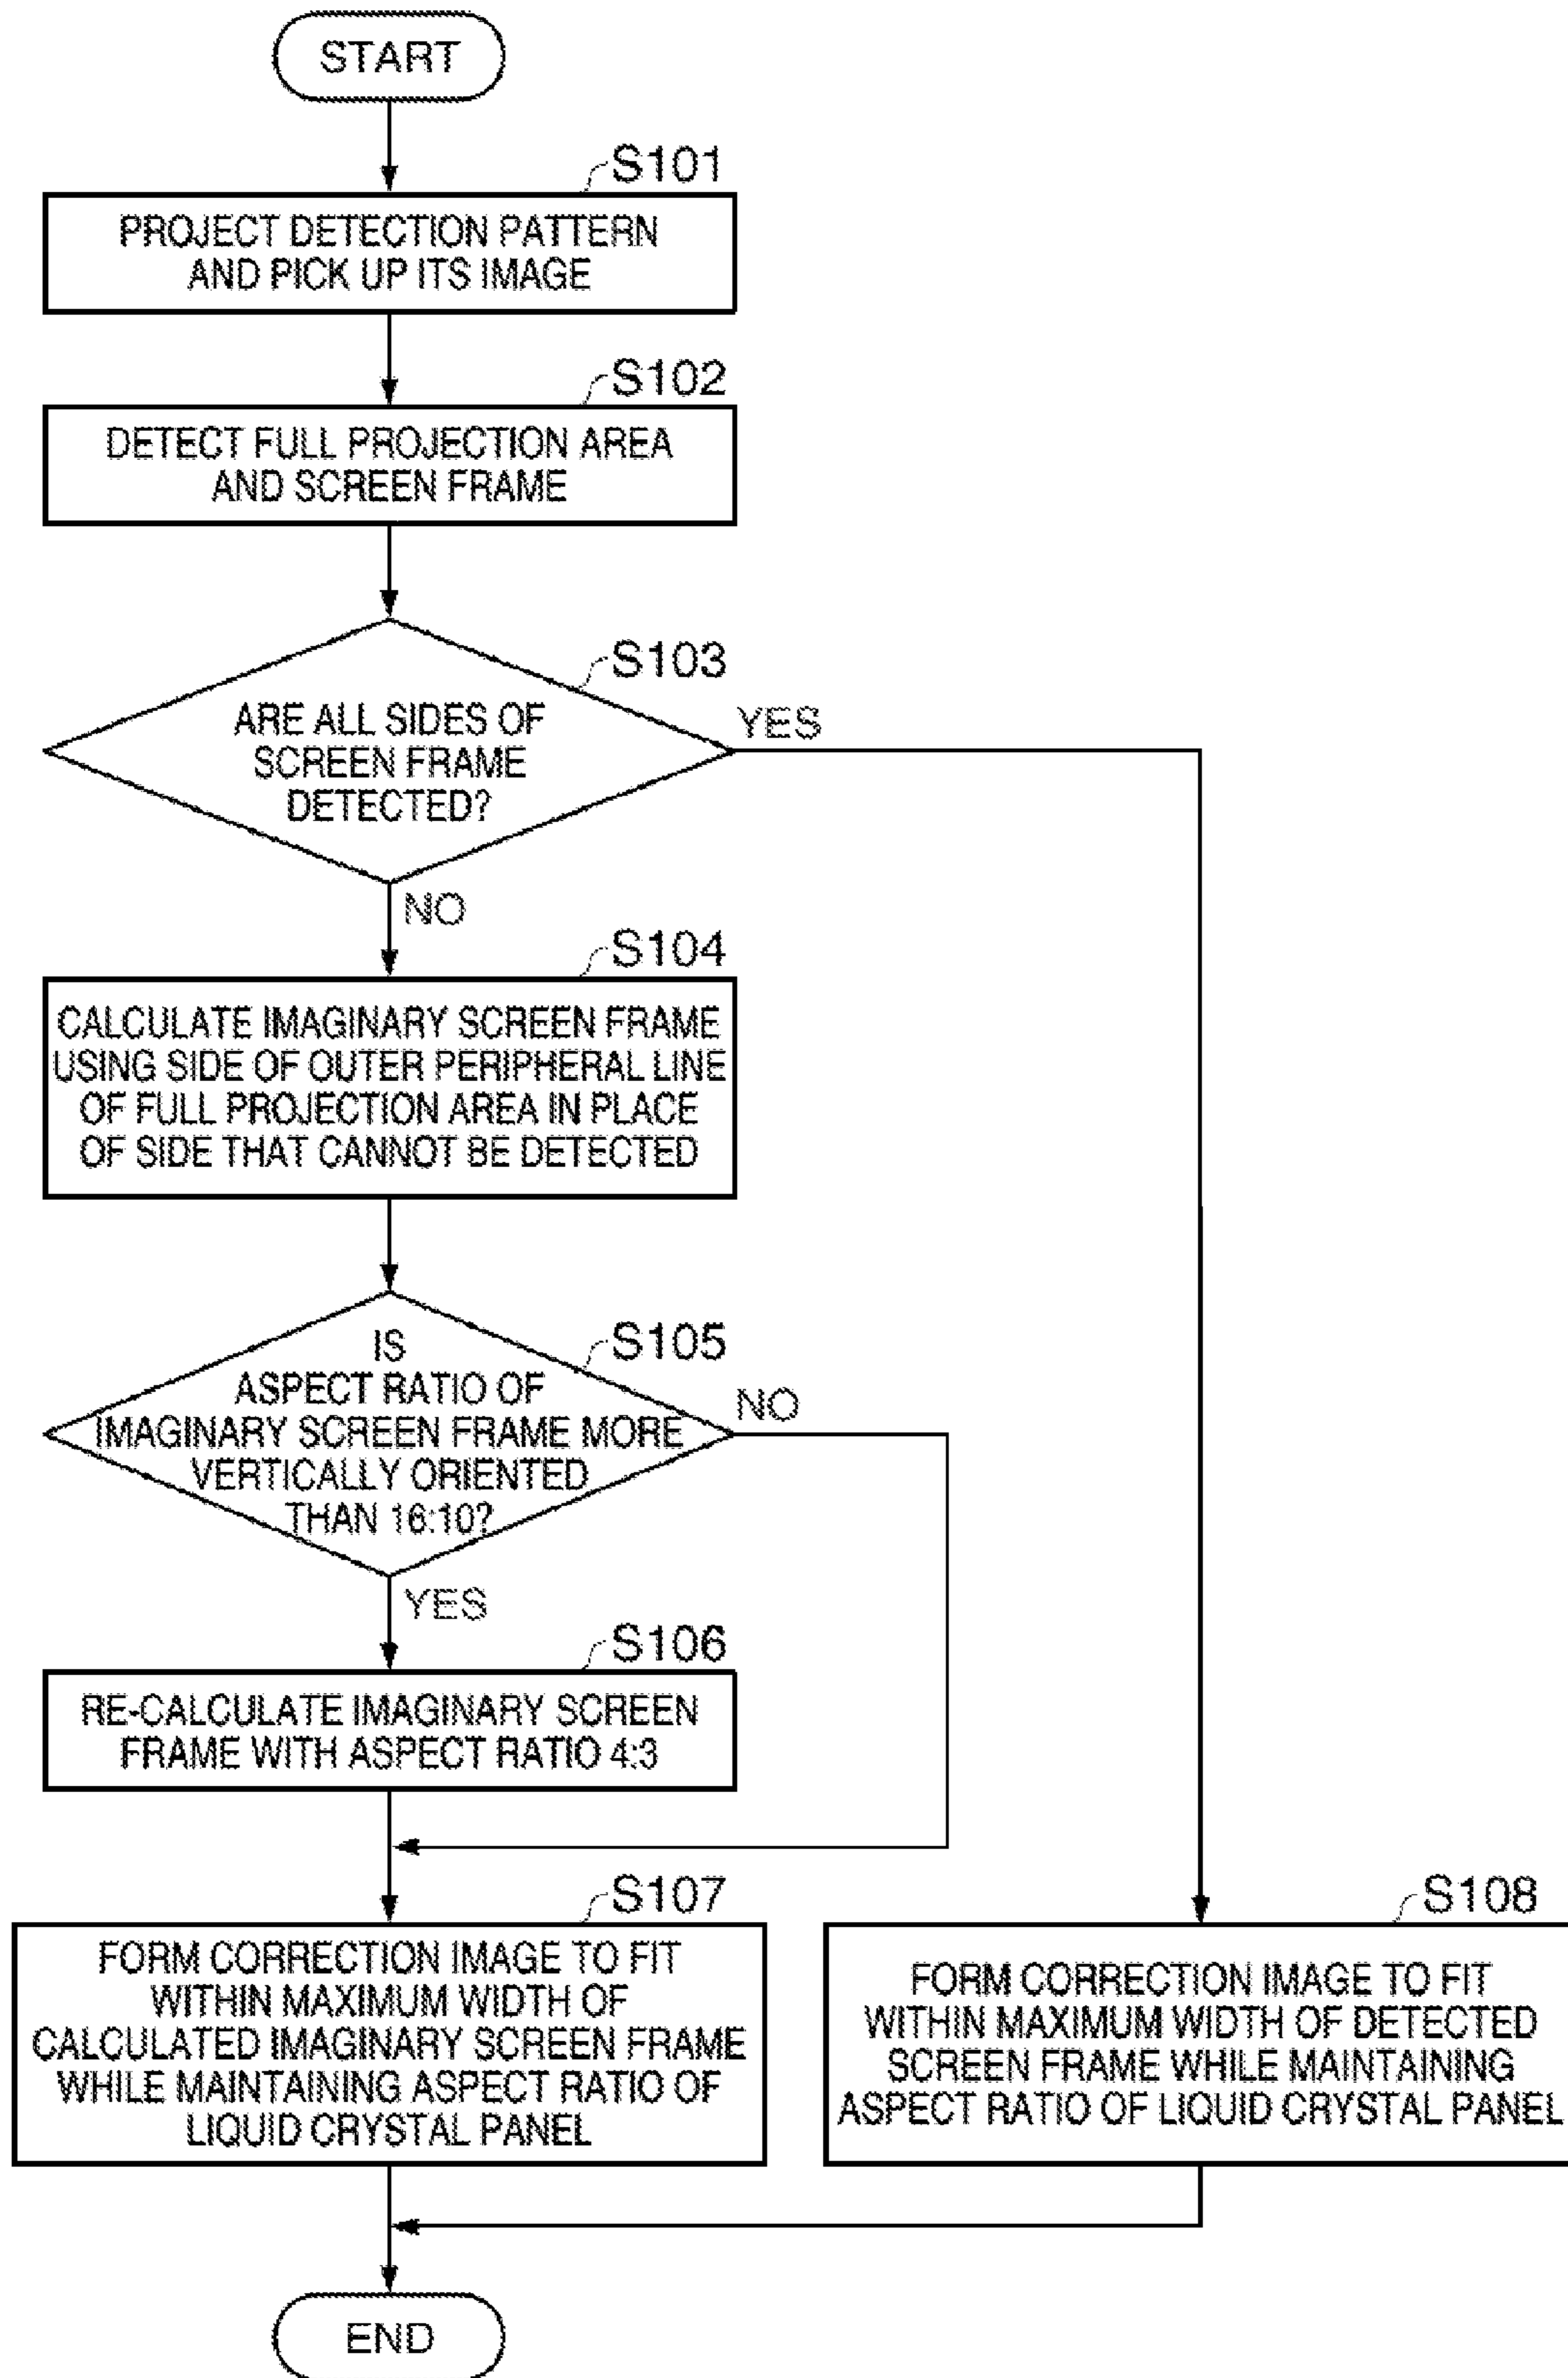 START
S101
PROJECT DETECTION PATTERN
AND PICK UP ITS IMAGE
S102
DETECT FULL PROJECTION AREA
AND SCREEN FRAME
S103
ARE ALL SIDES OF
SCREEN FRAME
DETECTED?
YES
NO
S104
CALCULATE IMAGINARY SCREEN FRAME
USING SIDE OF OUTER PERIPHERAL LINE
OF FULL PROJECTION AREA IN PLACE
OF SIDE THAT CANNOT BE DETECTED
S105
IS
ASPECT RATIO OF
IMAGINARY SCREEN FRAME MORE
VERTICALLY ORIENTED
THAN 16:10?
NO
YES
S106
RE-CALCULATE IMAGINARY SCREEN
FRAME WITH ASPECT RATIO 4:3
S107
FORM CORRECTION IMAGE TO FIT
WITHIN MAXIMUM WIDTH OF
CALCULATED IMAGINARY SCREEN FRAME
WHILE MAINTAINING ASPECT RATIO OF
LIQUID CRYSTAL PANEL
S108
FORM CORRECTION IMAGE TO FIT
WITHIN MAXIMUM WIDTH OF DETECTED
SCREEN FRAME WHILE MAINTAINING
ASPECT RATIO OF LIQUID CRYSTAL PANEL
END